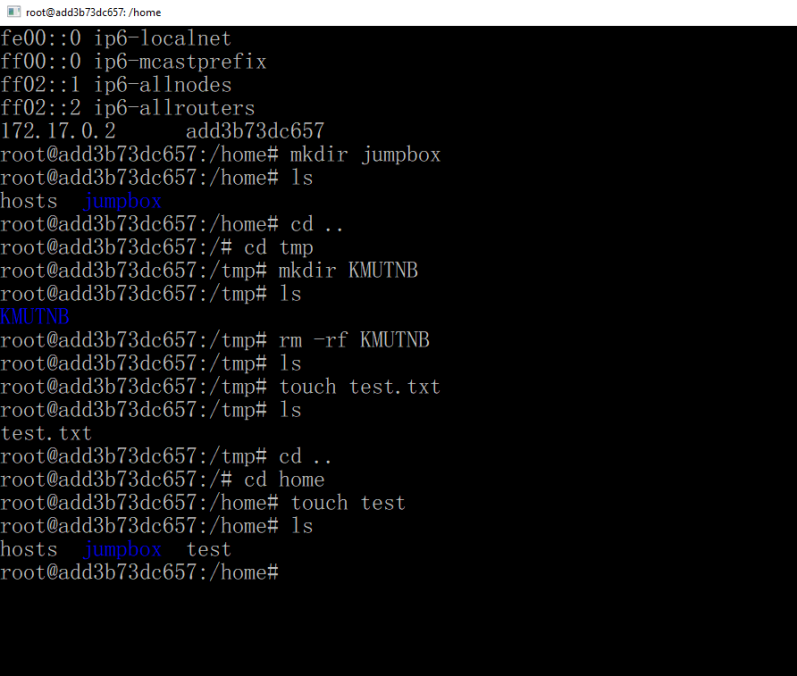 root@add3b73dc657: /home
fe00::0 ip6-localnet
ff00::0 ip6-mcastprefix
ff02::1 ip6-allnodes
ff02::2 ip6-allrouters
172.17.0.2      add3b73dc657
root@add3b73dc657:/home# mkdir jumpbox
root@add3b73dc657:/home# ls
hosts  jumpbox
root@add3b73dc657:/home# cd ..
root@add3b73dc657:/# cd tmp
root@add3b73dc657:/tmp# mkdir KMUTNB
root@add3b73dc657:/tmp# ls
KMUTNB
root@add3b73dc657:/tmp# rm -rf KMUTNB
root@add3b73dc657:/tmp# ls
root@add3b73dc657:/tmp# touch test.txt
root@add3b73dc657:/tmp# ls
test.txt
root@add3b73dc657:/tmp# cd ..
root@add3b73dc657:/# cd home
root@add3b73dc657:/home# touch test
root@add3b73dc657:/home# ls
hosts  jumpbox  test
root@add3b73dc657:/home#